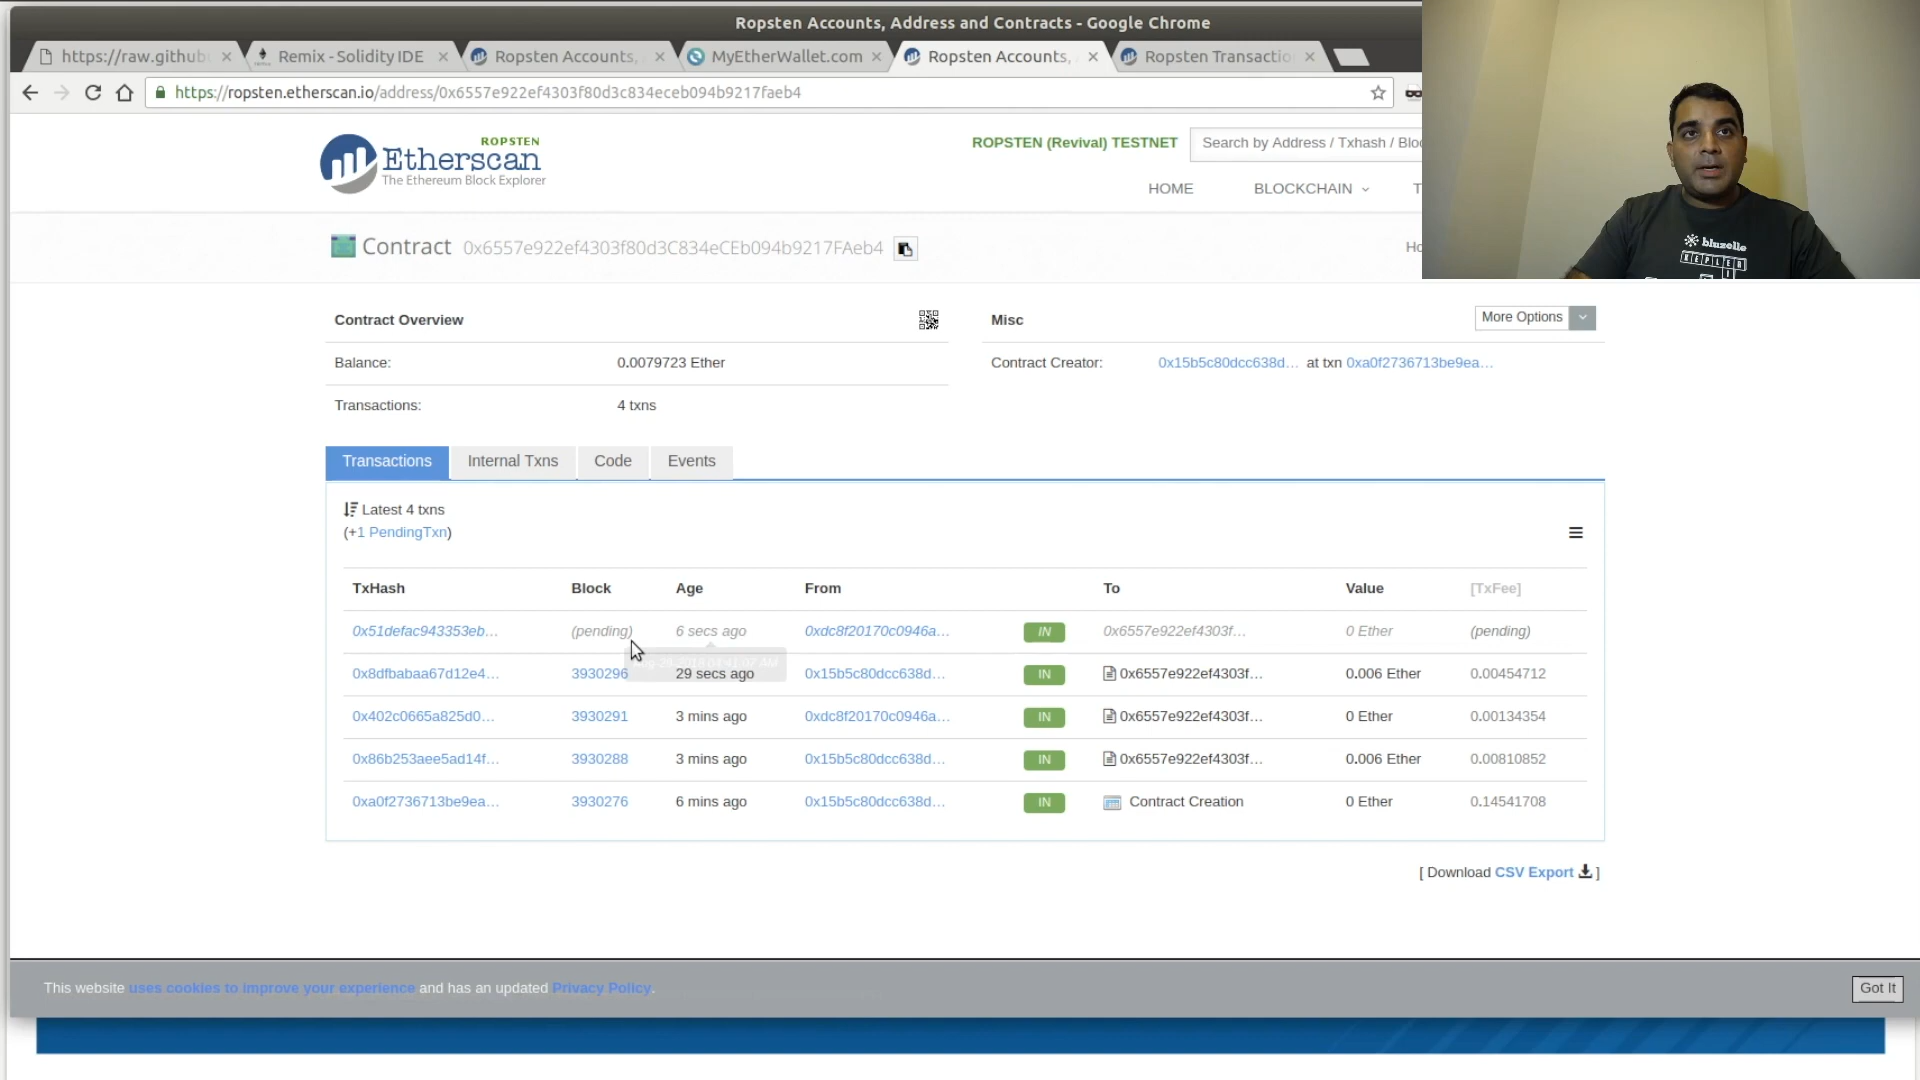 Ropsten Accounts, Address and Contracts - Google Chrome
https://raw.githubu × Remix - Solidity IDE × Ropsten Accounts, × MyEtherWallet.com × Ropsten Accounts, × Ropsten Transactio ×
https://ropsten.etherscan.io/address/0x6557e922ef4303f80d3c834eceb094b9217faeb4
ROPSTEN
Etherscan
The Ethereum Block Explorer
ROPSTEN (Revival) TESTNET Search by Address / Txhash / Bloc
HOME BLOCKCHAIN T
Contract 0x6557e922ef4303f80d3C834eCEb094b9217FAeb4 Ho
bluzelle
KEPLER
Contract Overview
Balance: 0.0079723 Ether
Transactions: 4 txns
Misc More Options
Contract Creator: 0x15b5c80dcc638d... at txn 0xa0f2736713be9ea...
Transactions Internal Txns Code Events
Latest 4 txns
(+1 PendingTxn)
TxHash Block Age From To Value [TxFee]
0x51defac943353eb... (pending) 6 secs ago 0xdc8f20170c0946a... IN 0x6557e922ef4303f... 0 Ether (pending)
0x8dfbabaa67d12e4... 3930296 29 secs ago 0x15b5c80dcc638d... IN 0x6557e922ef4303f... 0.006 Ether 0.00454712
0x402c0665a825d0... 3930291 3 mins ago 0xdc8f20170c0946a... IN 0x6557e922ef4303f... 0 Ether 0.00134354
0x86b253aee5ad14f... 3930288 3 mins ago 0x15b5c80dcc638d... IN 0x6557e922ef4303f... 0.006 Ether 0.00810852
0xa0f2736713be9ea... 3930276 6 mins ago 0x15b5c80dcc638d... IN Contract Creation 0 Ether 0.14541708
[ Download CSV Export ]
This website uses cookies to improve your experience and has an updated Privacy Policy. Got It